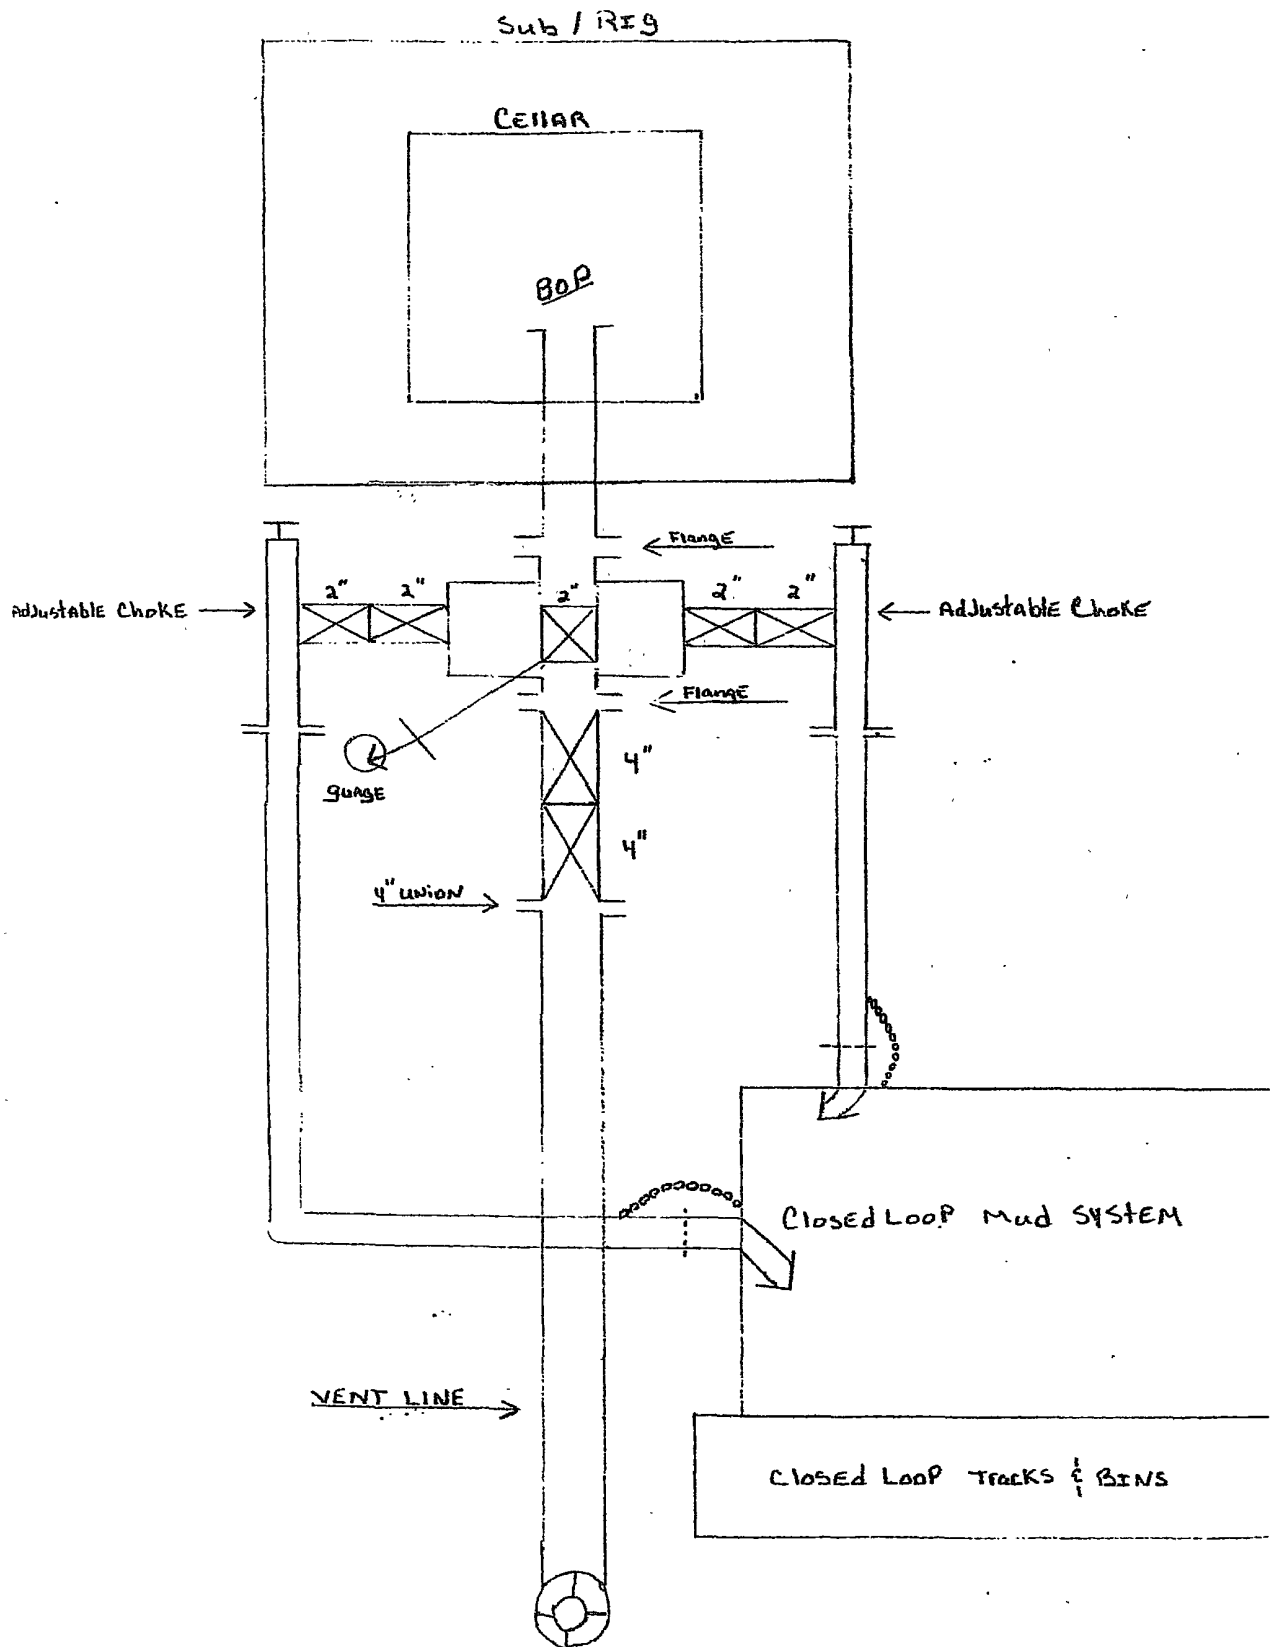 Sub / RIg
CEllAR
BOP
Flange
2" 2" 2" 2" 2"
AdjustABLE ChokE
AdjustablE ChokE
Flange
4"
guage
4"
4" UNION
Closed Loop Mud SYSTEM
VENT LINE
Closed Loop Tracks & BINS